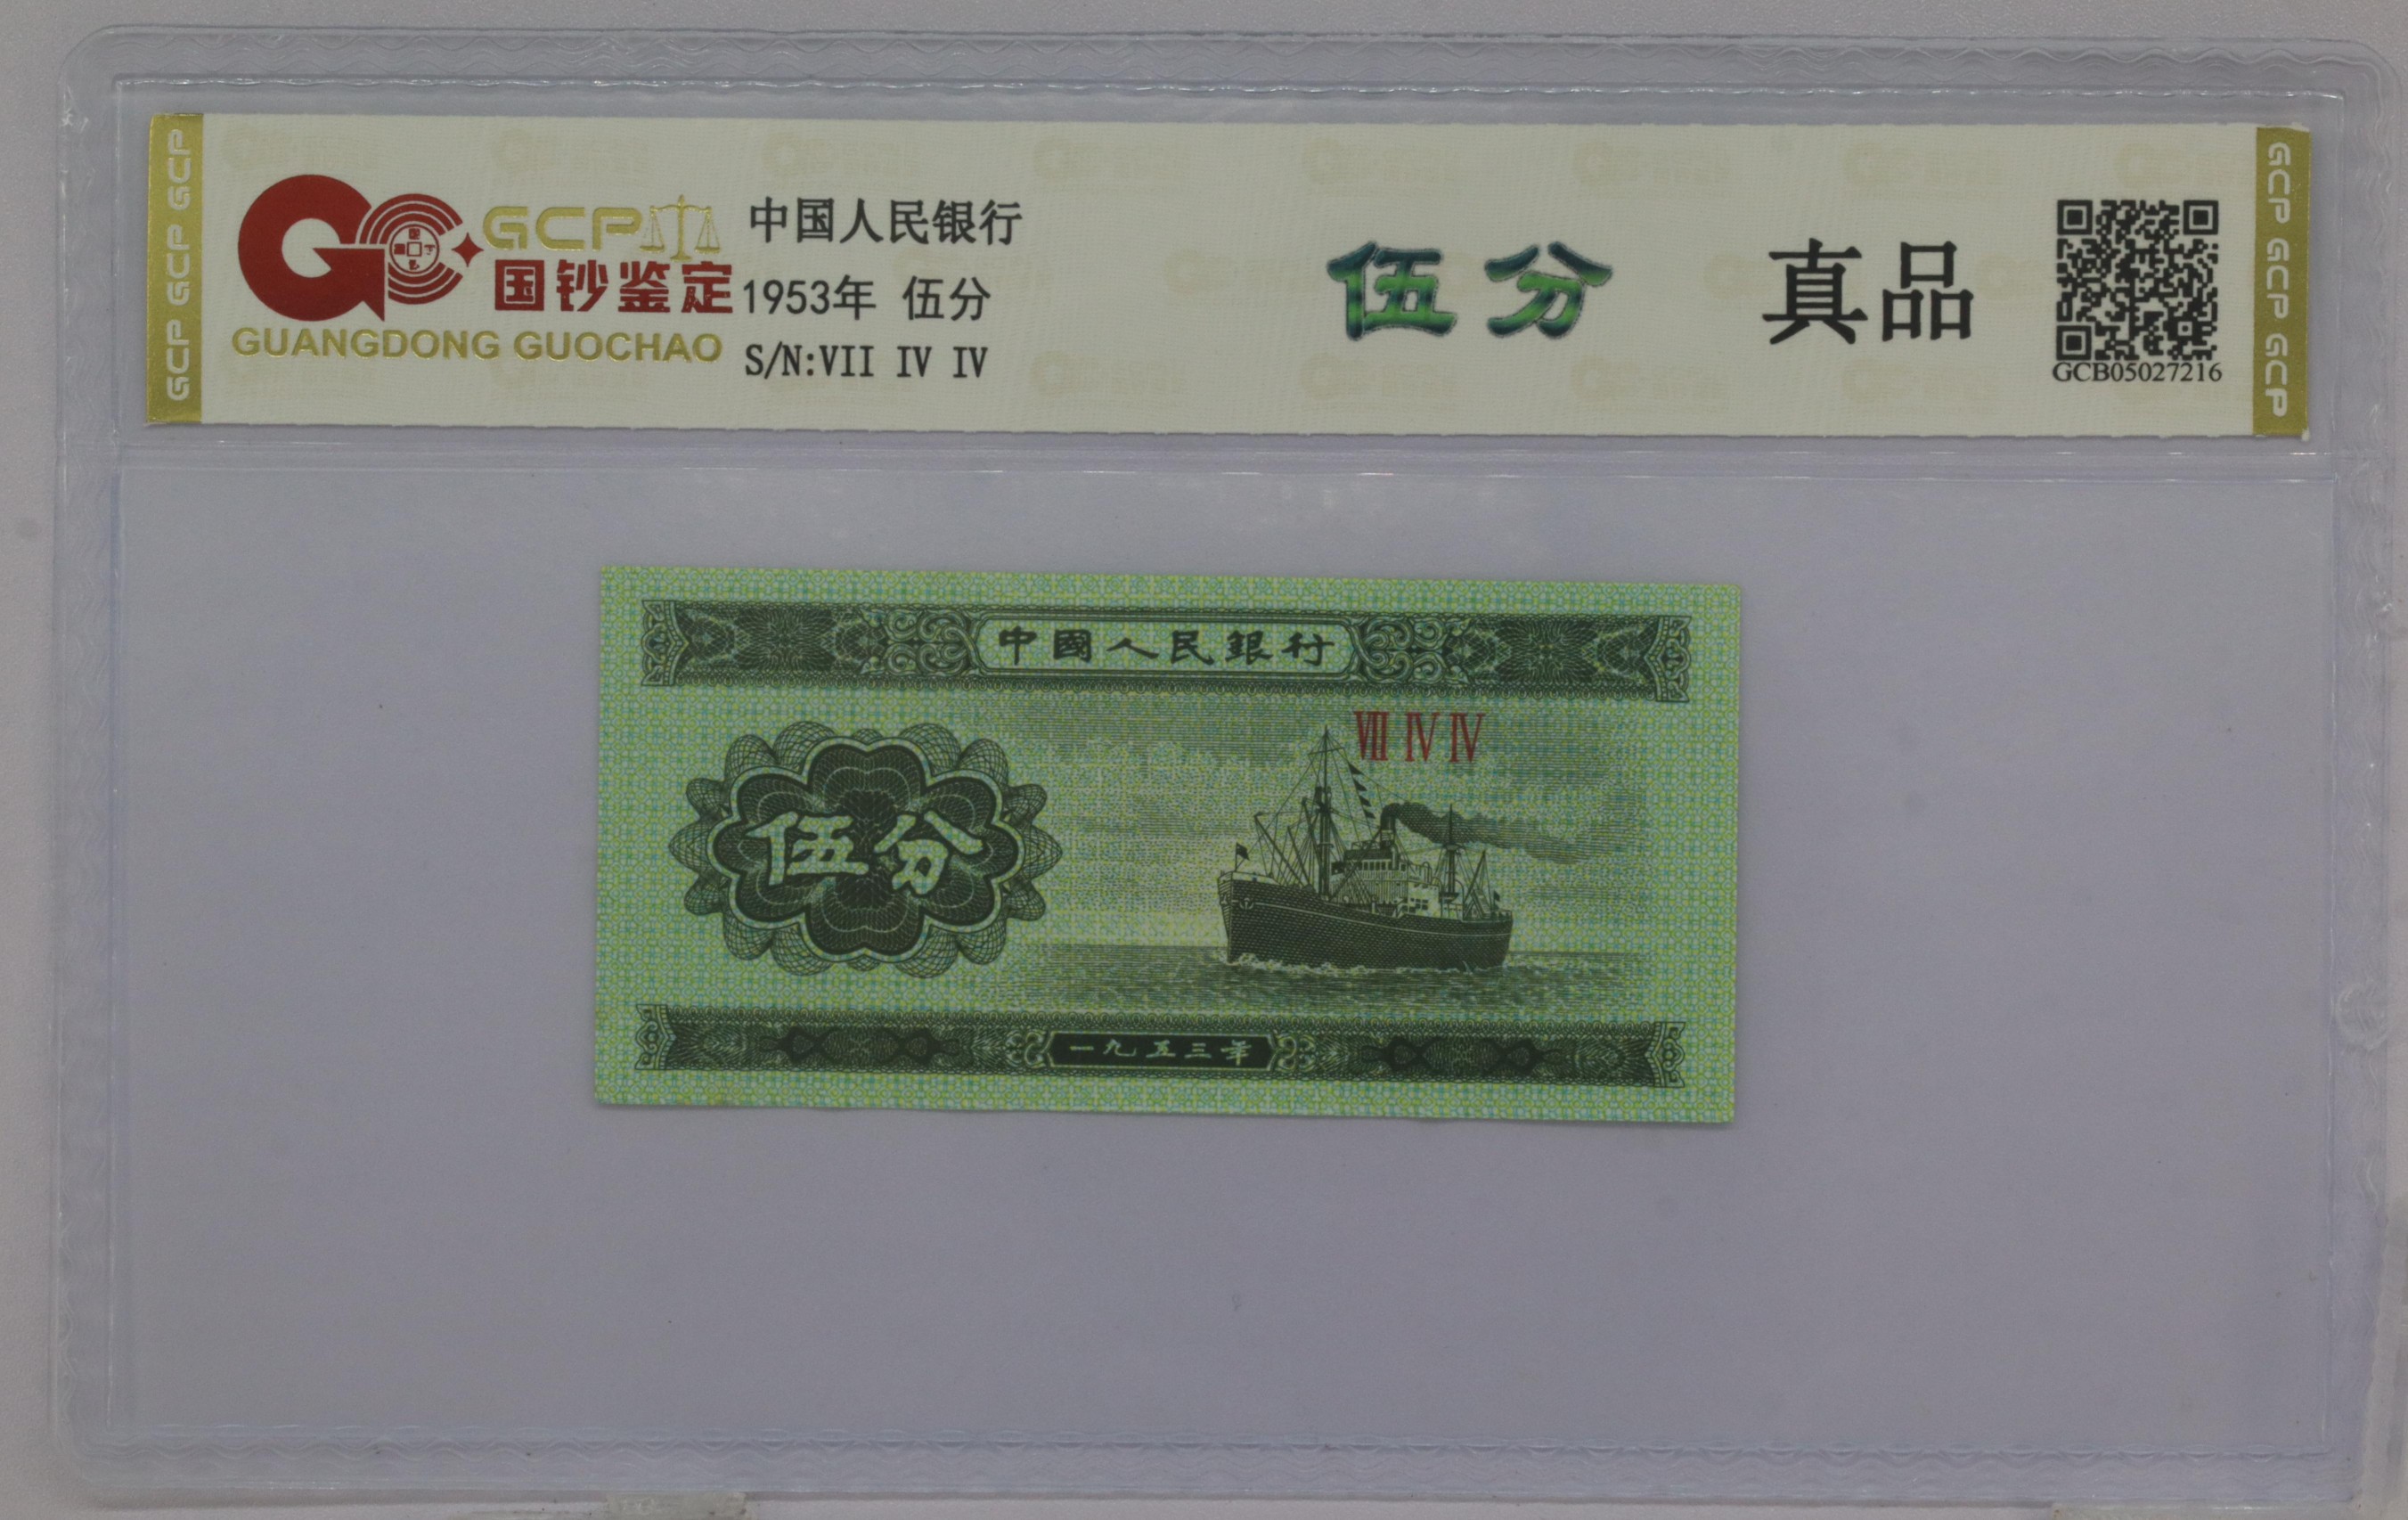 GCP GCP GCP
GCP
国钞鉴定
GUANGDONG GUOCHAO
中国人民银行
1953年 伍分
S/N:VII IV IV
伍分
真品
GCB05027216
GCP GCP GCP
中國人民銀行
VII IV IV
伍分
一九五三年